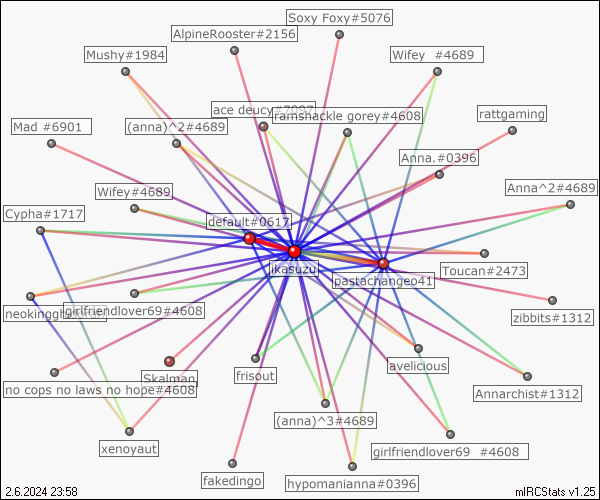 Soxy Foxy#5076
AlpineRooster#2156
Mushy#1984
Wifey #4689
ace deucy#7097
ramshackle gorey#4608
rattgaming
Mad #6901
(anna)^2#4689
Anna.#0396
Wifey#4689
Anna^2#4689
Cypha#1717
default#0617
ikasuzu
pastachangeo41
Toucan#2473
girlfriendlover69#4608
zibbits#1312
avelicious
Skalman
frisout
no cops no laws no hope#4608
Annarchist#1312
(anna)^3#4689
xenoyaut
girlfriendlover69 #4608
fakedingo
hypomanianna#0396
2.6.2024 23:58
mIRCStats v1.25